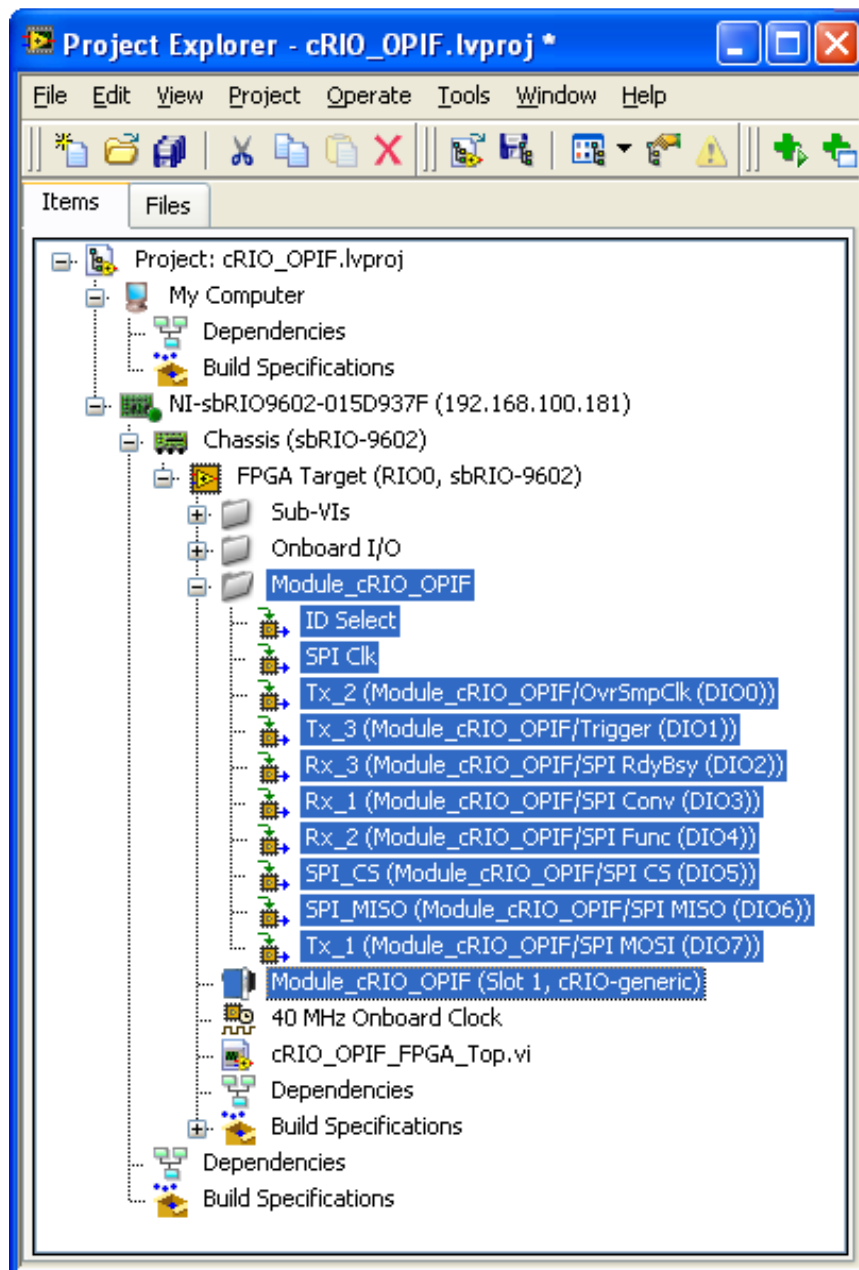 Project Explorer - cRIO_OPIF.lvproj *
File Edit View Project Operate Tools Window Help
Items Files
Project: cRIO_OPIF.lvproj
My Computer
Dependencies
Build Specifications
NI-sbRIO9602-015D937F (192.168.100.181)
Chassis (sbRIO-9602)
FPGA Target (RIO0, sbRIO-9602)
Sub-VIs
Onboard I/O
Module_cRIO_OPIF
ID Select
SPI Clk
Tx_2 (Module_cRIO_OPIF/OvrSmpClk (DIO0))
Tx_3 (Module_cRIO_OPIF/Trigger (DIO1))
Rx_3 (Module_cRIO_OPIF/SPI RdyBsy (DIO2))
Rx_1 (Module_cRIO_OPIF/SPI Conv (DIO3))
Rx_2 (Module_cRIO_OPIF/SPI Func (DIO4))
SPI_CS (Module_cRIO_OPIF/SPI CS (DIO5))
SPI_MISO (Module_cRIO_OPIF/SPI MISO (DIO6))
Tx_1 (Module_cRIO_OPIF/SPI MOSI (DIO7))
Module_cRIO_OPIF (Slot 1, cRIO-generic)
40 MHz Onboard Clock
cRIO_OPIF_FPGA_Top.vi
Dependencies
Build Specifications
Dependencies
Build Specifications